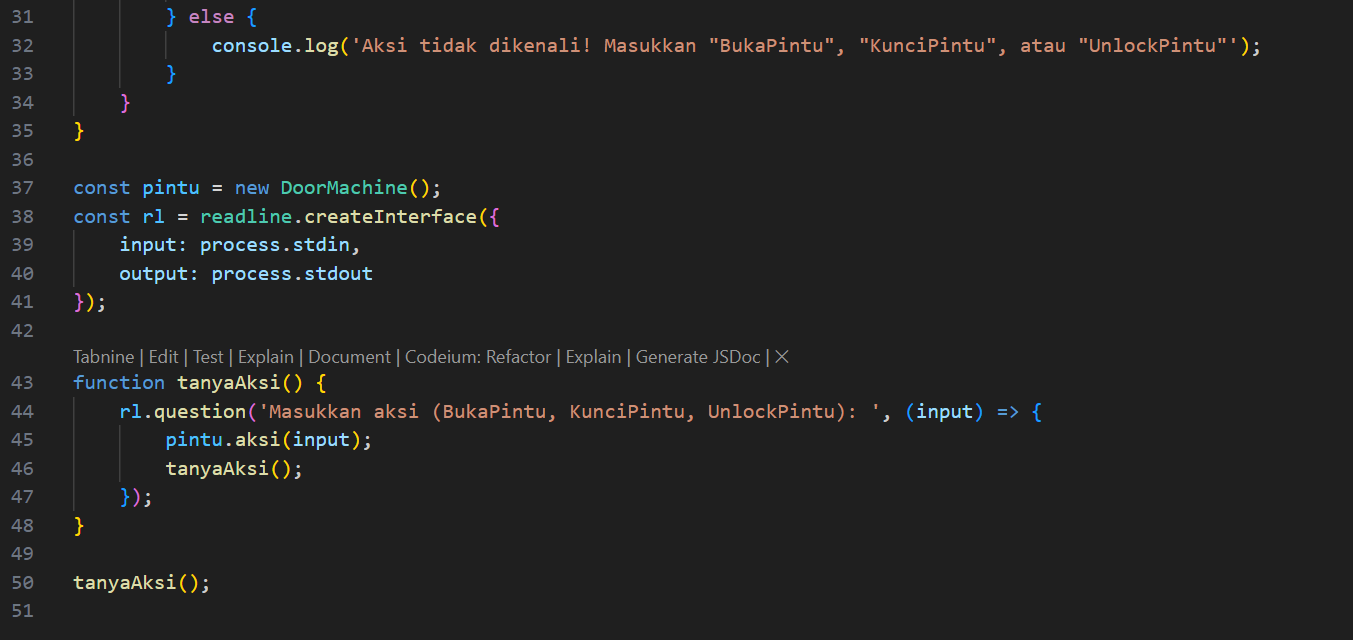 31 } else {
32 console.log('Aksi tidak dikenali! Masukkan "BukaPintu", "KunciPintu", atau "UnlockPintu"');
33 }
34 }
35 }
36
37 const pintu = new DoorMachine();
38 const rl = readline.createInterface({
39 input: process.stdin,
40 output: process.stdout
41 });
42
Tabnine | Edit | Test | Explain | Document | Codeium: Refactor | Explain | Generate JSDoc | ×
43 function tanyaAksi() {
44 rl.question('Masukkan aksi (BukaPintu, KunciPintu, UnlockPintu): ', (input) => {
45 pintu.aksi(input);
46 tanyaAksi();
47 });
48 }
49
50 tanyaAksi();
51